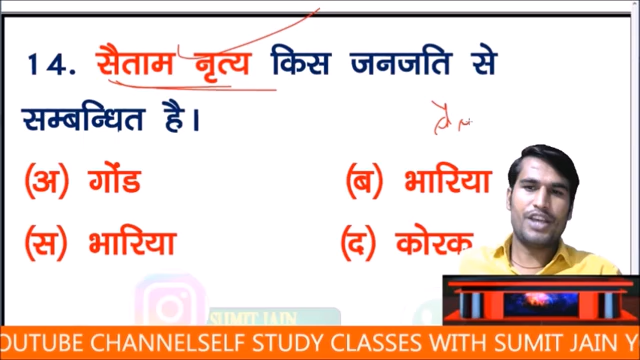 14. सैताम नृत्य किस जनजति से
सम्बन्धित है।
(अ) गोंड (ब) भारिया
(स) भारिया (द) कोरकू
SUMIT JAIN
OUTUBE CHANNELSELF STUDY CLASSES WITH SUMIT JAIN Y